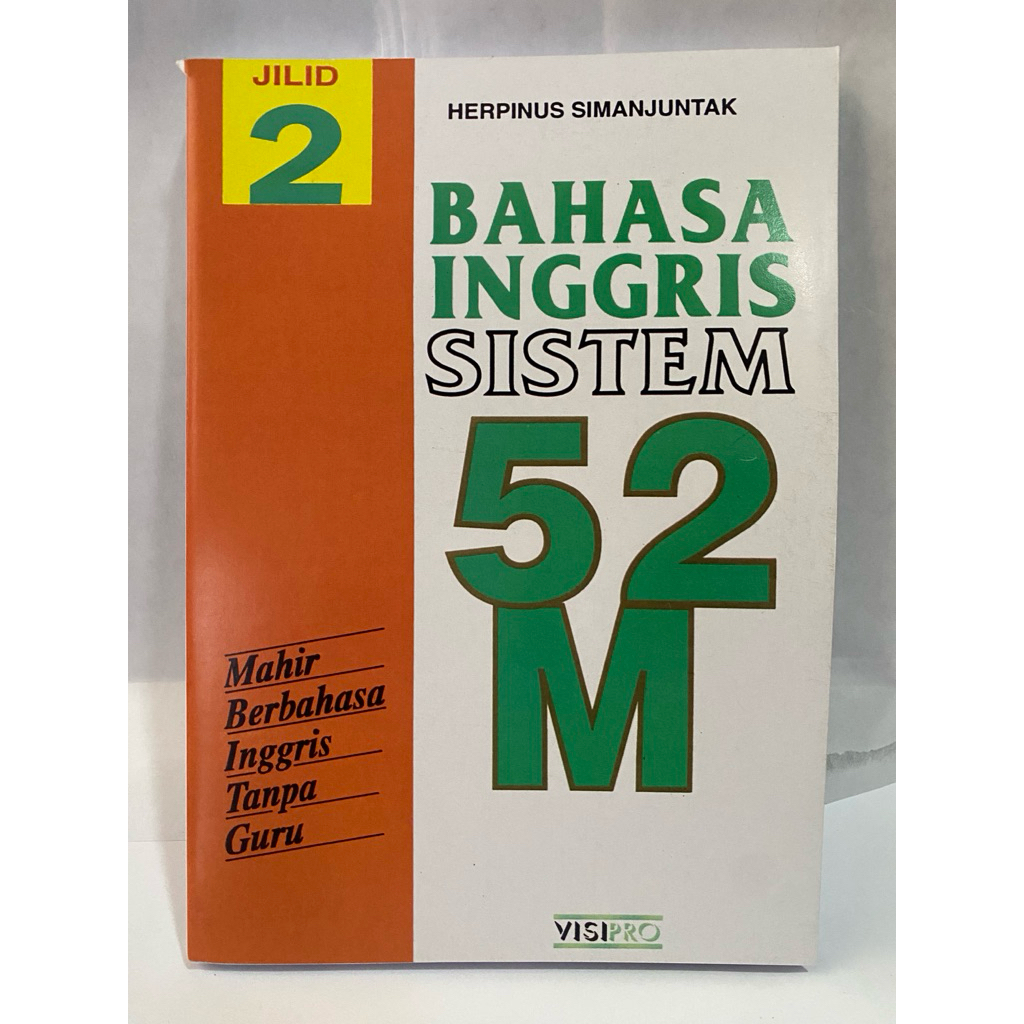 JILID
2
HERPINUS SIMANJUNTAK
BAHASA
INGGRIS
SISTEM
52
M
Mahir
Berbahasa
Inggris
Tanpa
Guru
VISIPRO